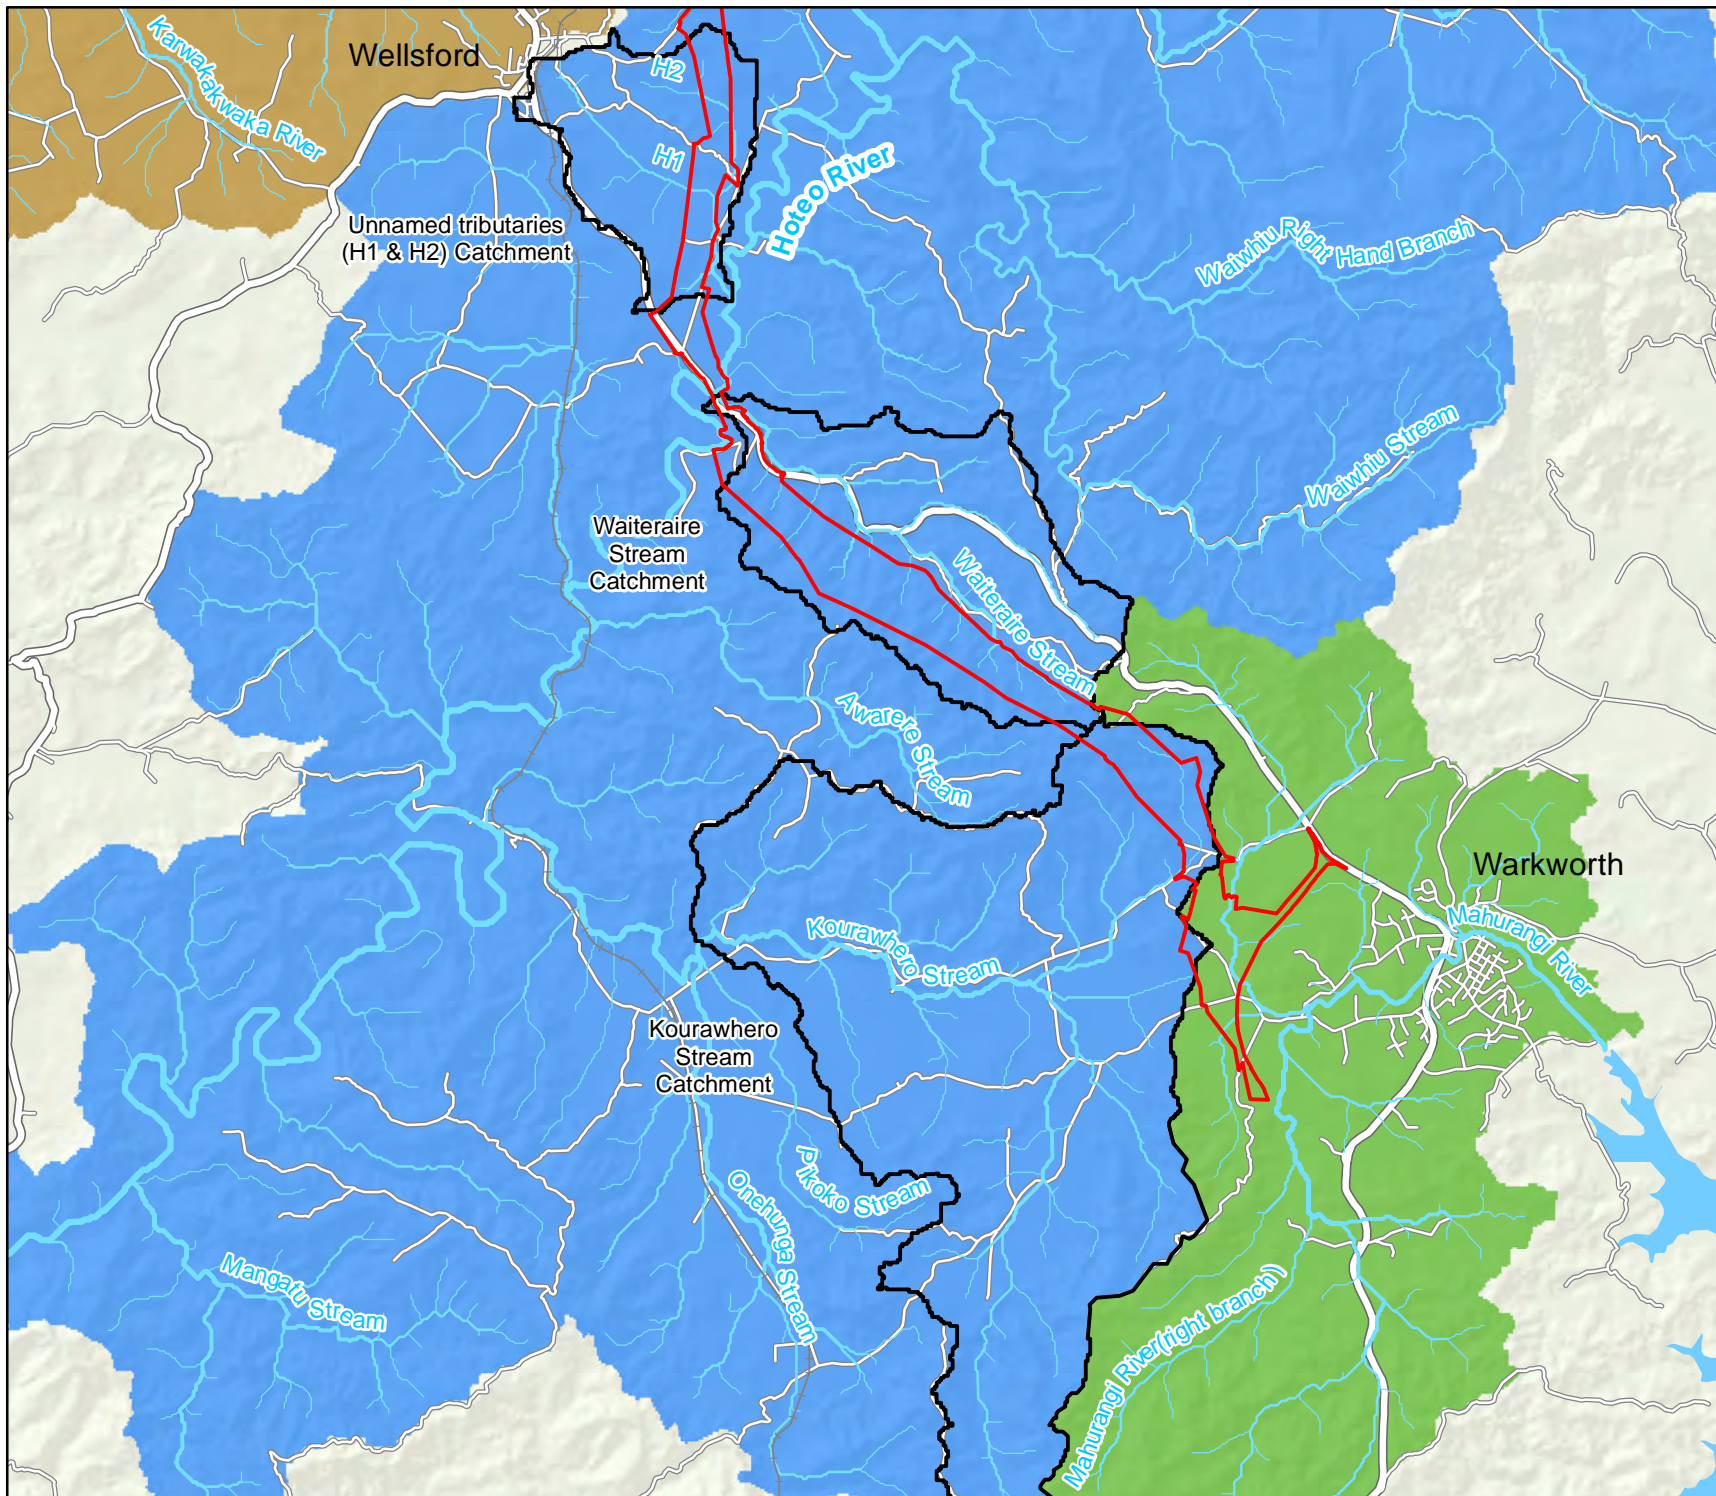 Wellsford
Karwakakwaka River
H2
H1
Hoteo River
Unnamed tributaries
(H1 & H2) Catchment
Waiwhiu Right Hand Branch
Waiwhiu Stream
Waiteraire
Stream
Catchment
Waiteraire Stream
Awarere Stream
Warkworth
Mahurangi River
Kourawhero Stream
Kourawhero
Stream
Catchment
Pikoko Stream
Onehunga Stream
Mangatu Stream
Mahurangi River(right branch)